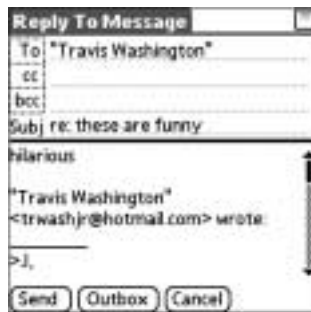 Reply To Message
To "Travis Washington"
cc
bcc
Subj re: these are funny
hilarious
"Travis Washington"
<trwashjr@hotmail.com> wrote:
>J,
Send Outbox Cancel